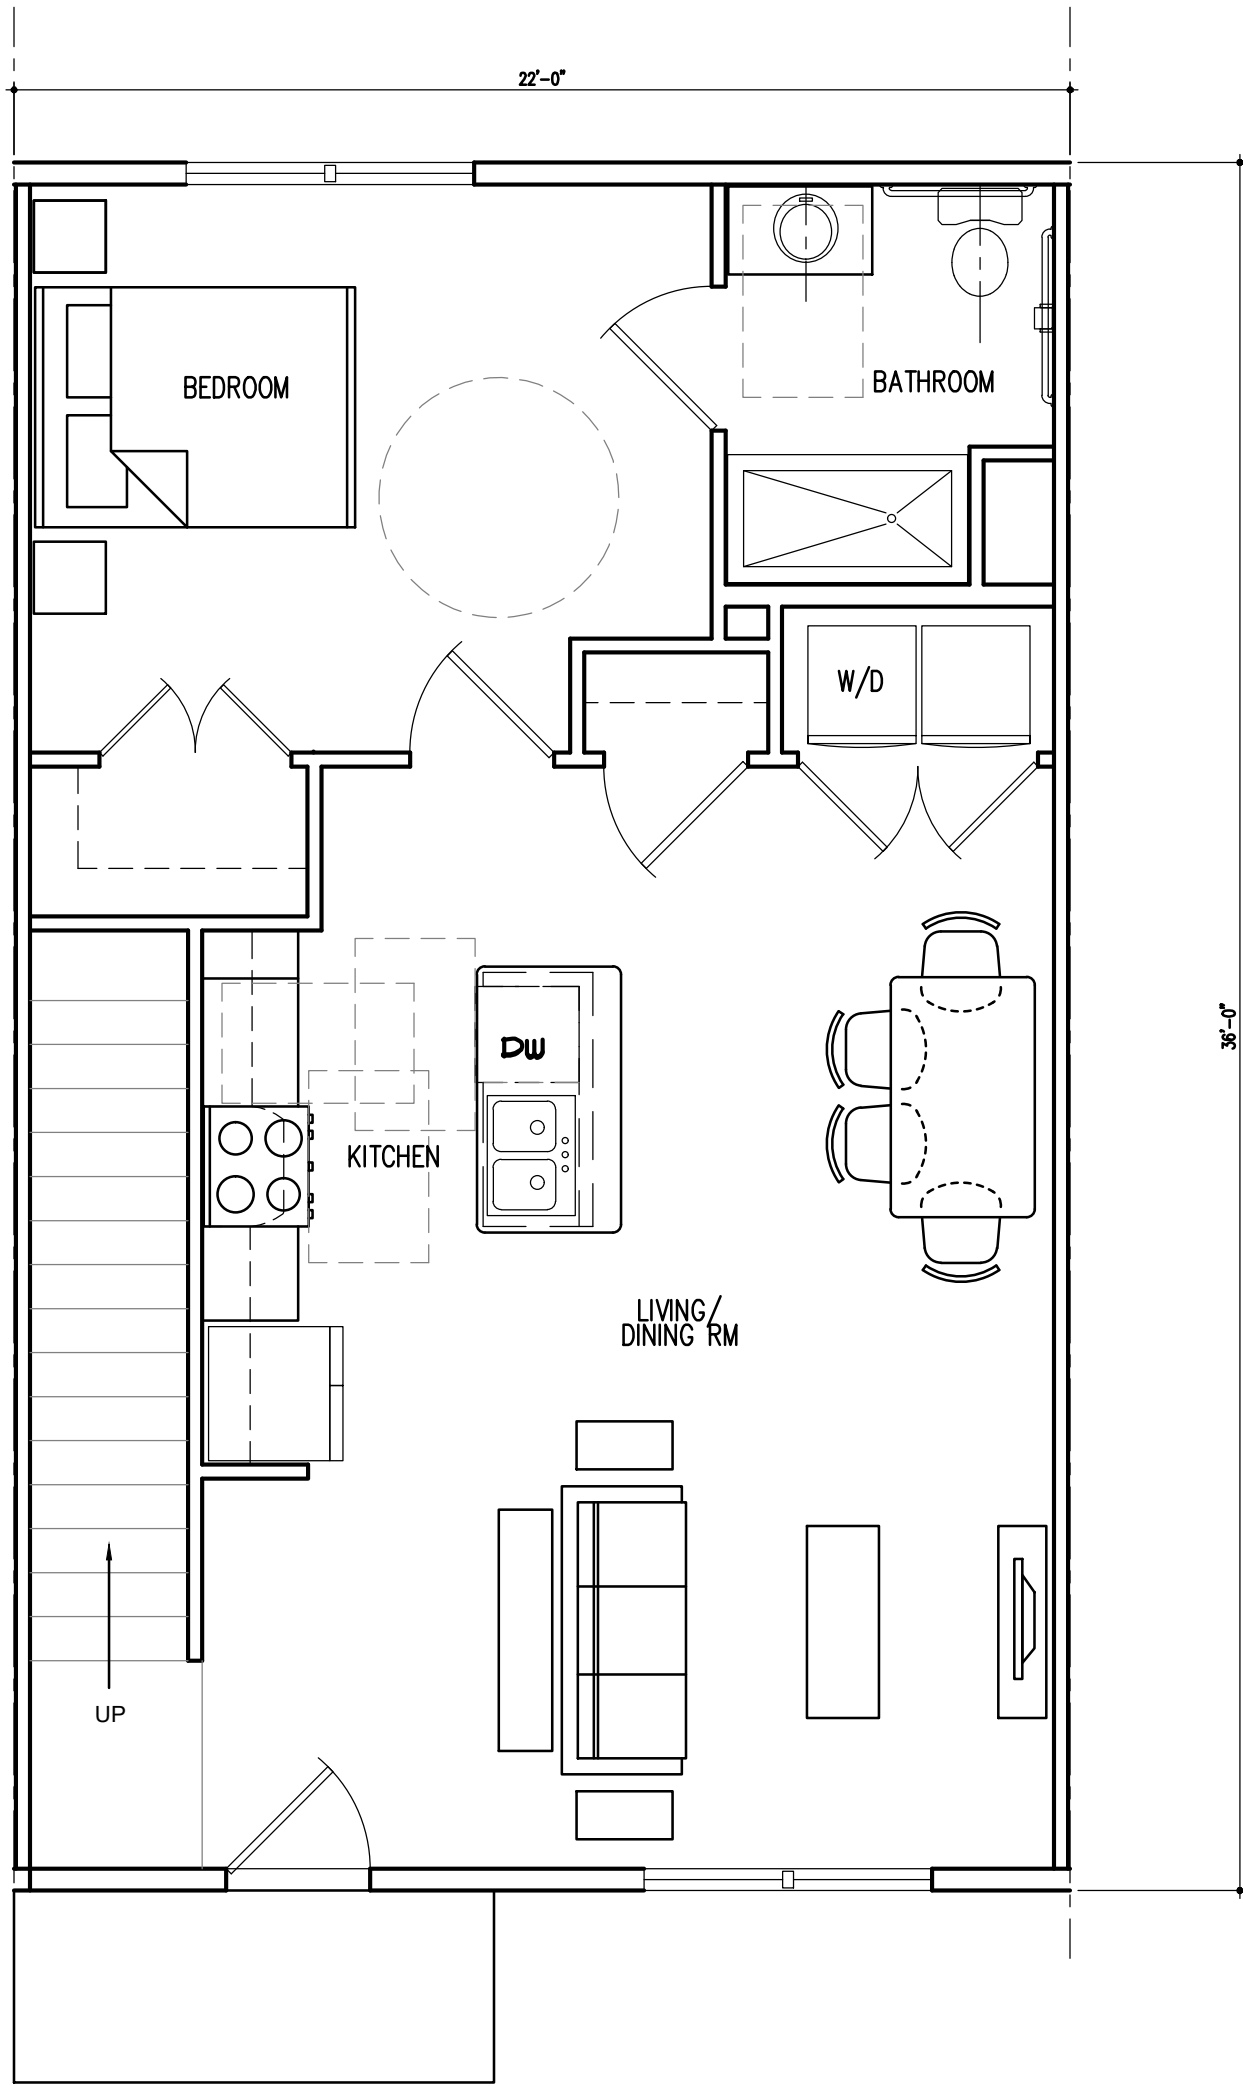 22'-0"
BEDROOM
BATHROOM
W/D
36'-0"
DW
KITCHEN
LIVING/
DINING RM
UP